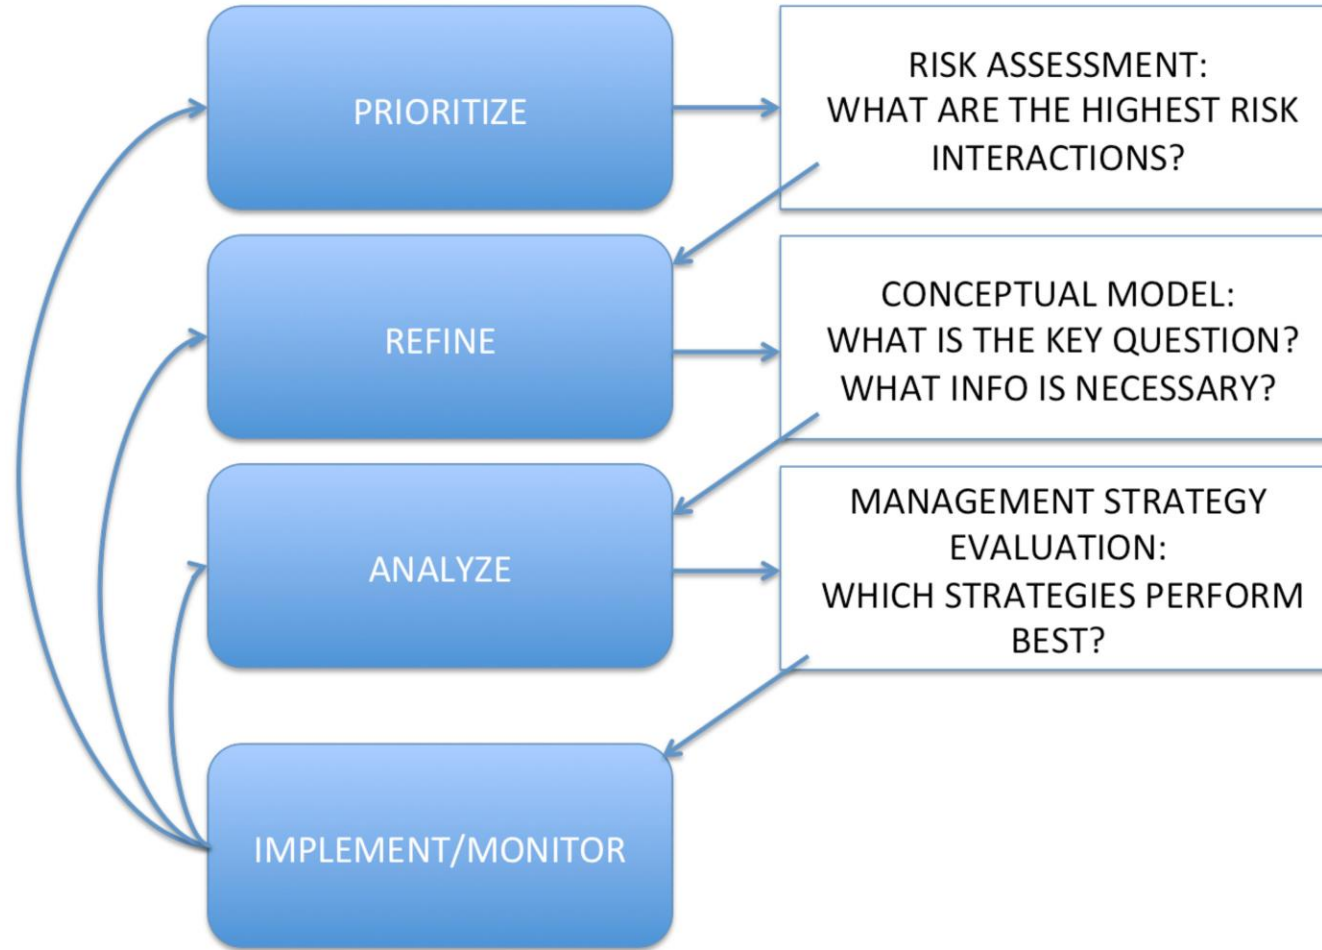 PRIORITIZE
RISK ASSESSMENT:
WHAT ARE THE HIGHEST RISK
INTERACTIONS?
REFINE
CONCEPTUAL MODEL:
WHAT IS THE KEY QUESTION?
WHAT INFO IS NECESSARY?
ANALYZE
MANAGEMENT STRATEGY
EVALUATION:
WHICH STRATEGIES PERFORM
BEST?
IMPLEMENT/MONITOR